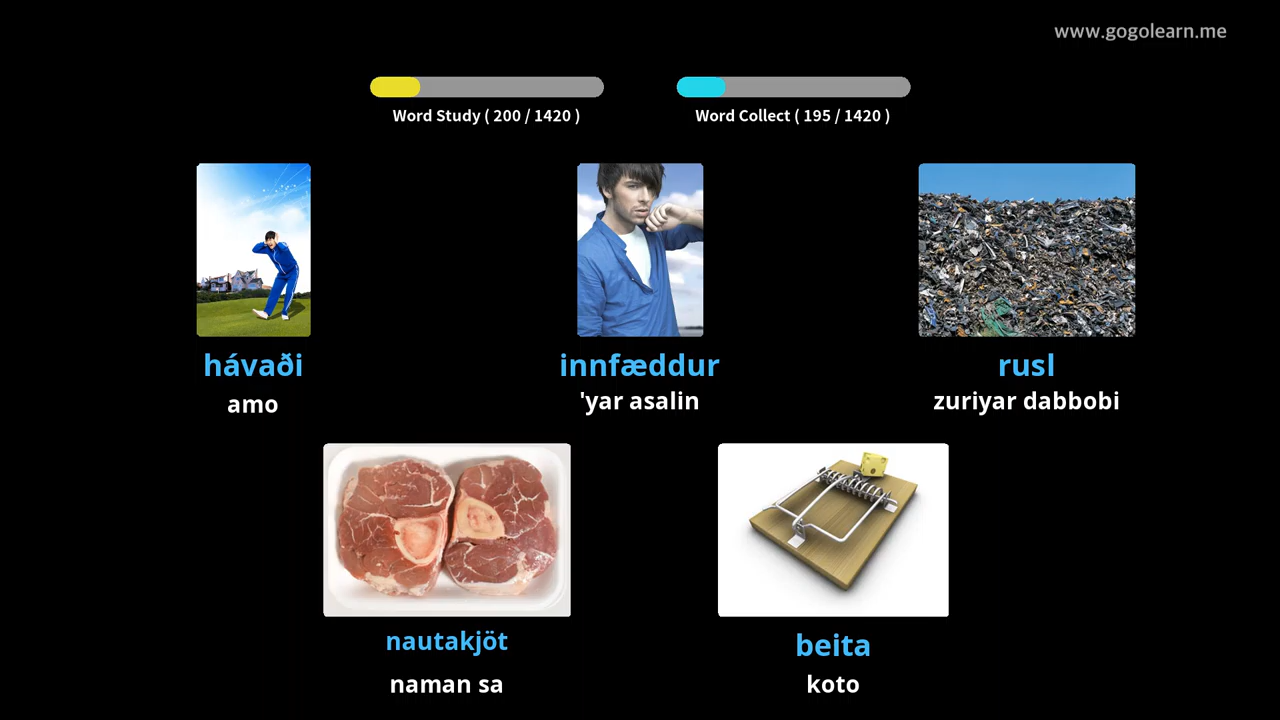 www.gogolearn.me
Word Study ( 200 / 1420 )
Word Collect ( 195 / 1420 )
hávaði
amo
innfæddur
'yar asalin
rusl
zuriyar dabbobi
nautakjöt
naman sa
beita
koto